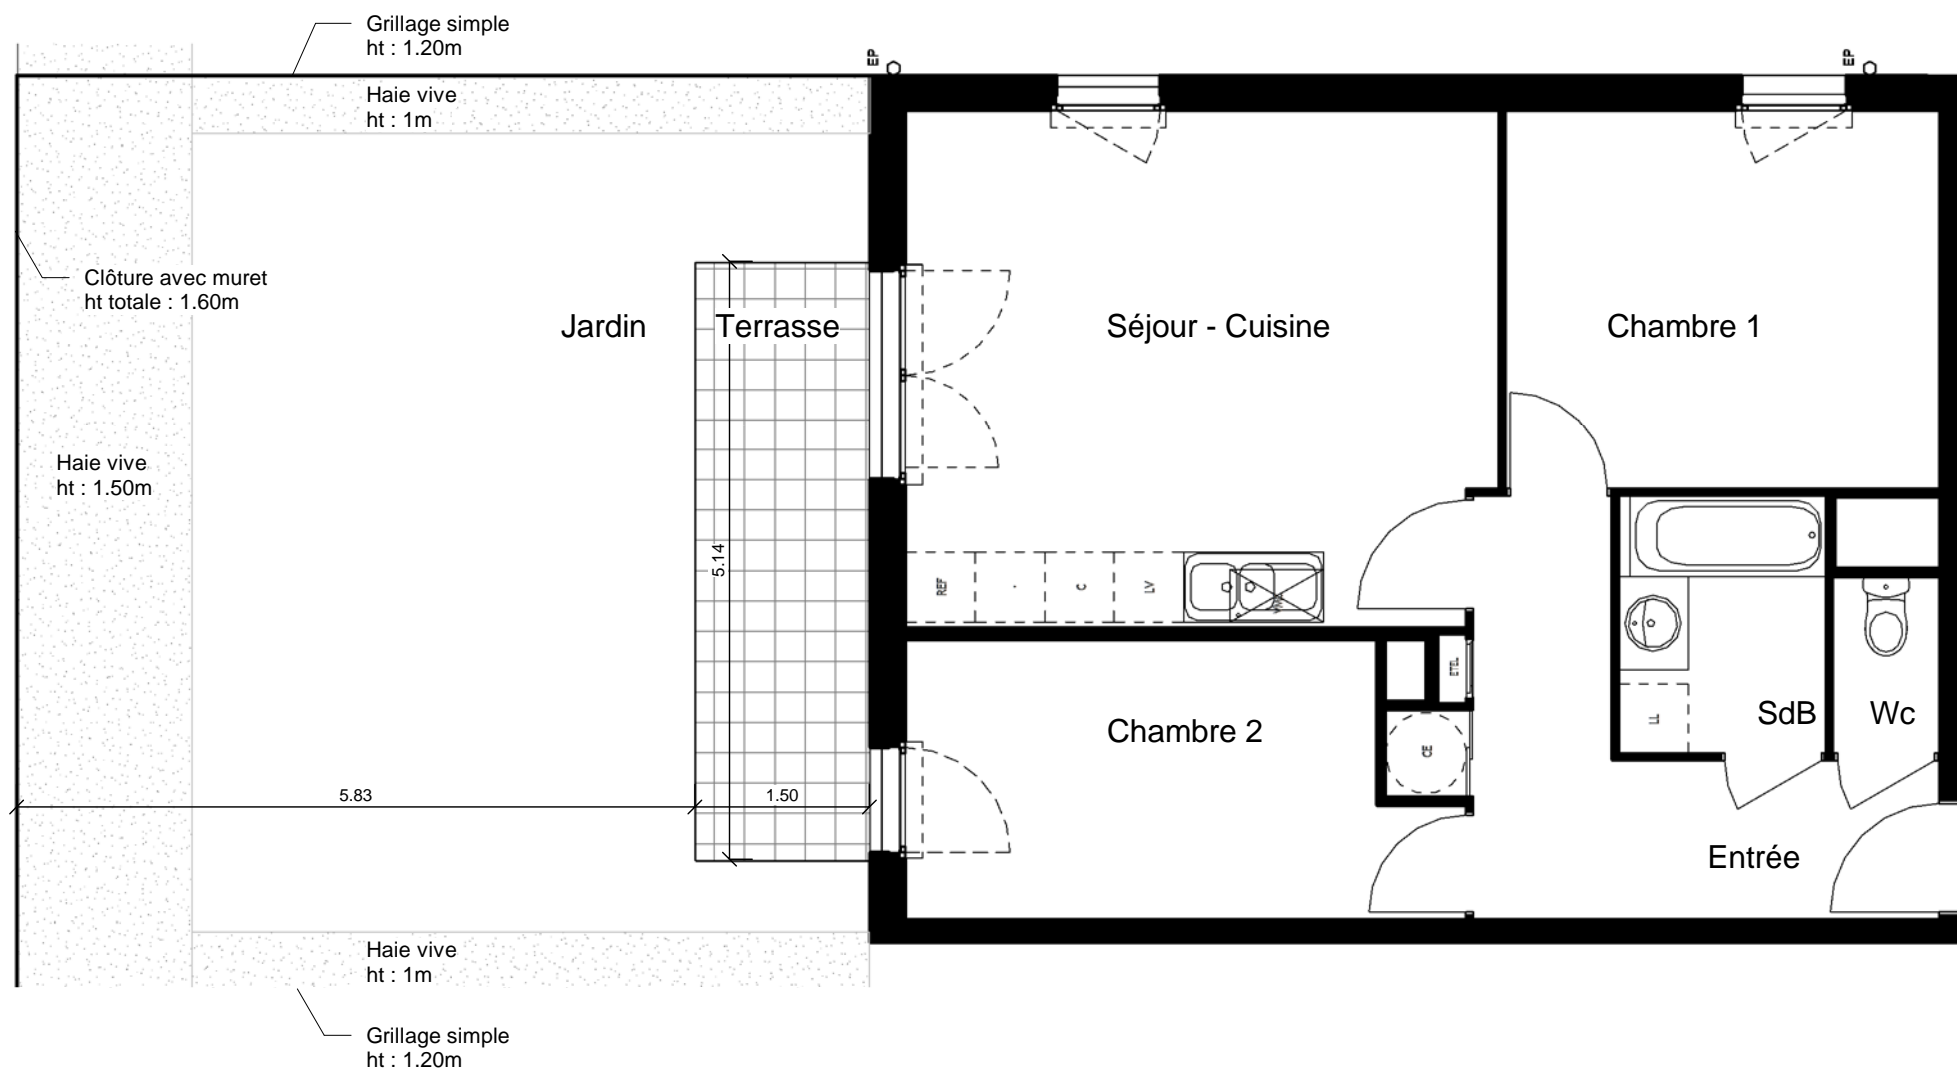 Grillage simple
ht : 1.20m
EP
EP
Haie vive
ht : 1m
Clôture avec muret
ht totale : 1.60m
Jardin
Terrasse
Séjour - Cuisine
Chambre 1
Haie vive
ht : 1.50m
5.14
REF
C
LV
ETEL
Chambre 2
CE
LL
SdB
Wc
5.83
1.50
Entrée
Haie vive
ht : 1m
Grillage simple
ht : 1.20m